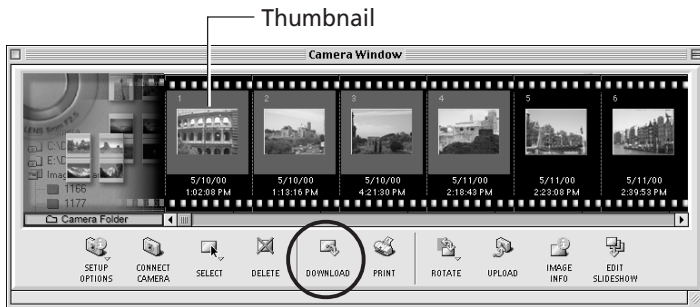 Thumbnail
Camera Window
1 2 3 4 5 6
C:\D
E:\D
1166
1177
5/10/00 5/10/00 5/10/00 5/11/00 5/11/00 5/11/00
1:02:08 PM 1:13:16 PM 4:21:30 PM 2:18:43 PM 2:23:08 PM 2:39:53 PM
Camera Folder
SETUP OPTIONS
CONNECT CAMERA
SELECT
DELETE
DOWNLOAD
PRINT
ROTATE
UPLOAD
IMAGE INFO
EDIT SLIDESHOW